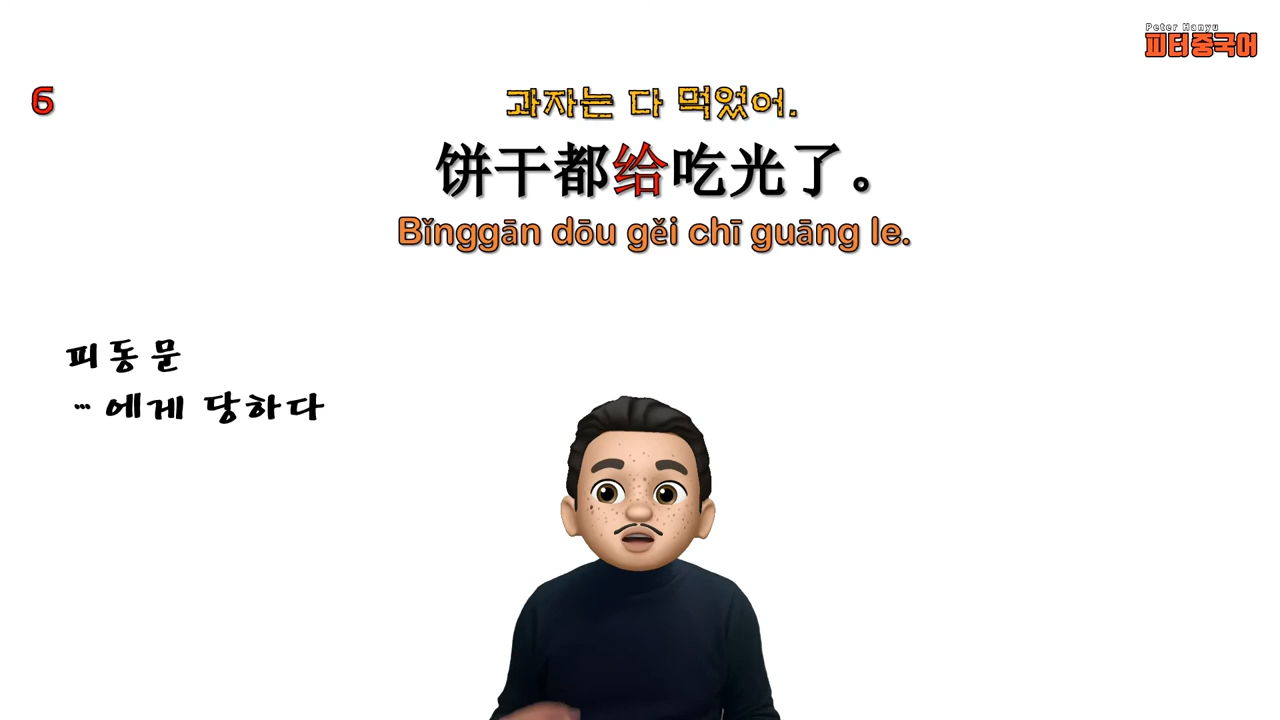 Peter Hanyu
피터 중국어
6
과자는 다 먹었어.
饼干都给吃光了。
Bǐnggān dōu gěi chī guāng le.
피동문
… 에게 당하다